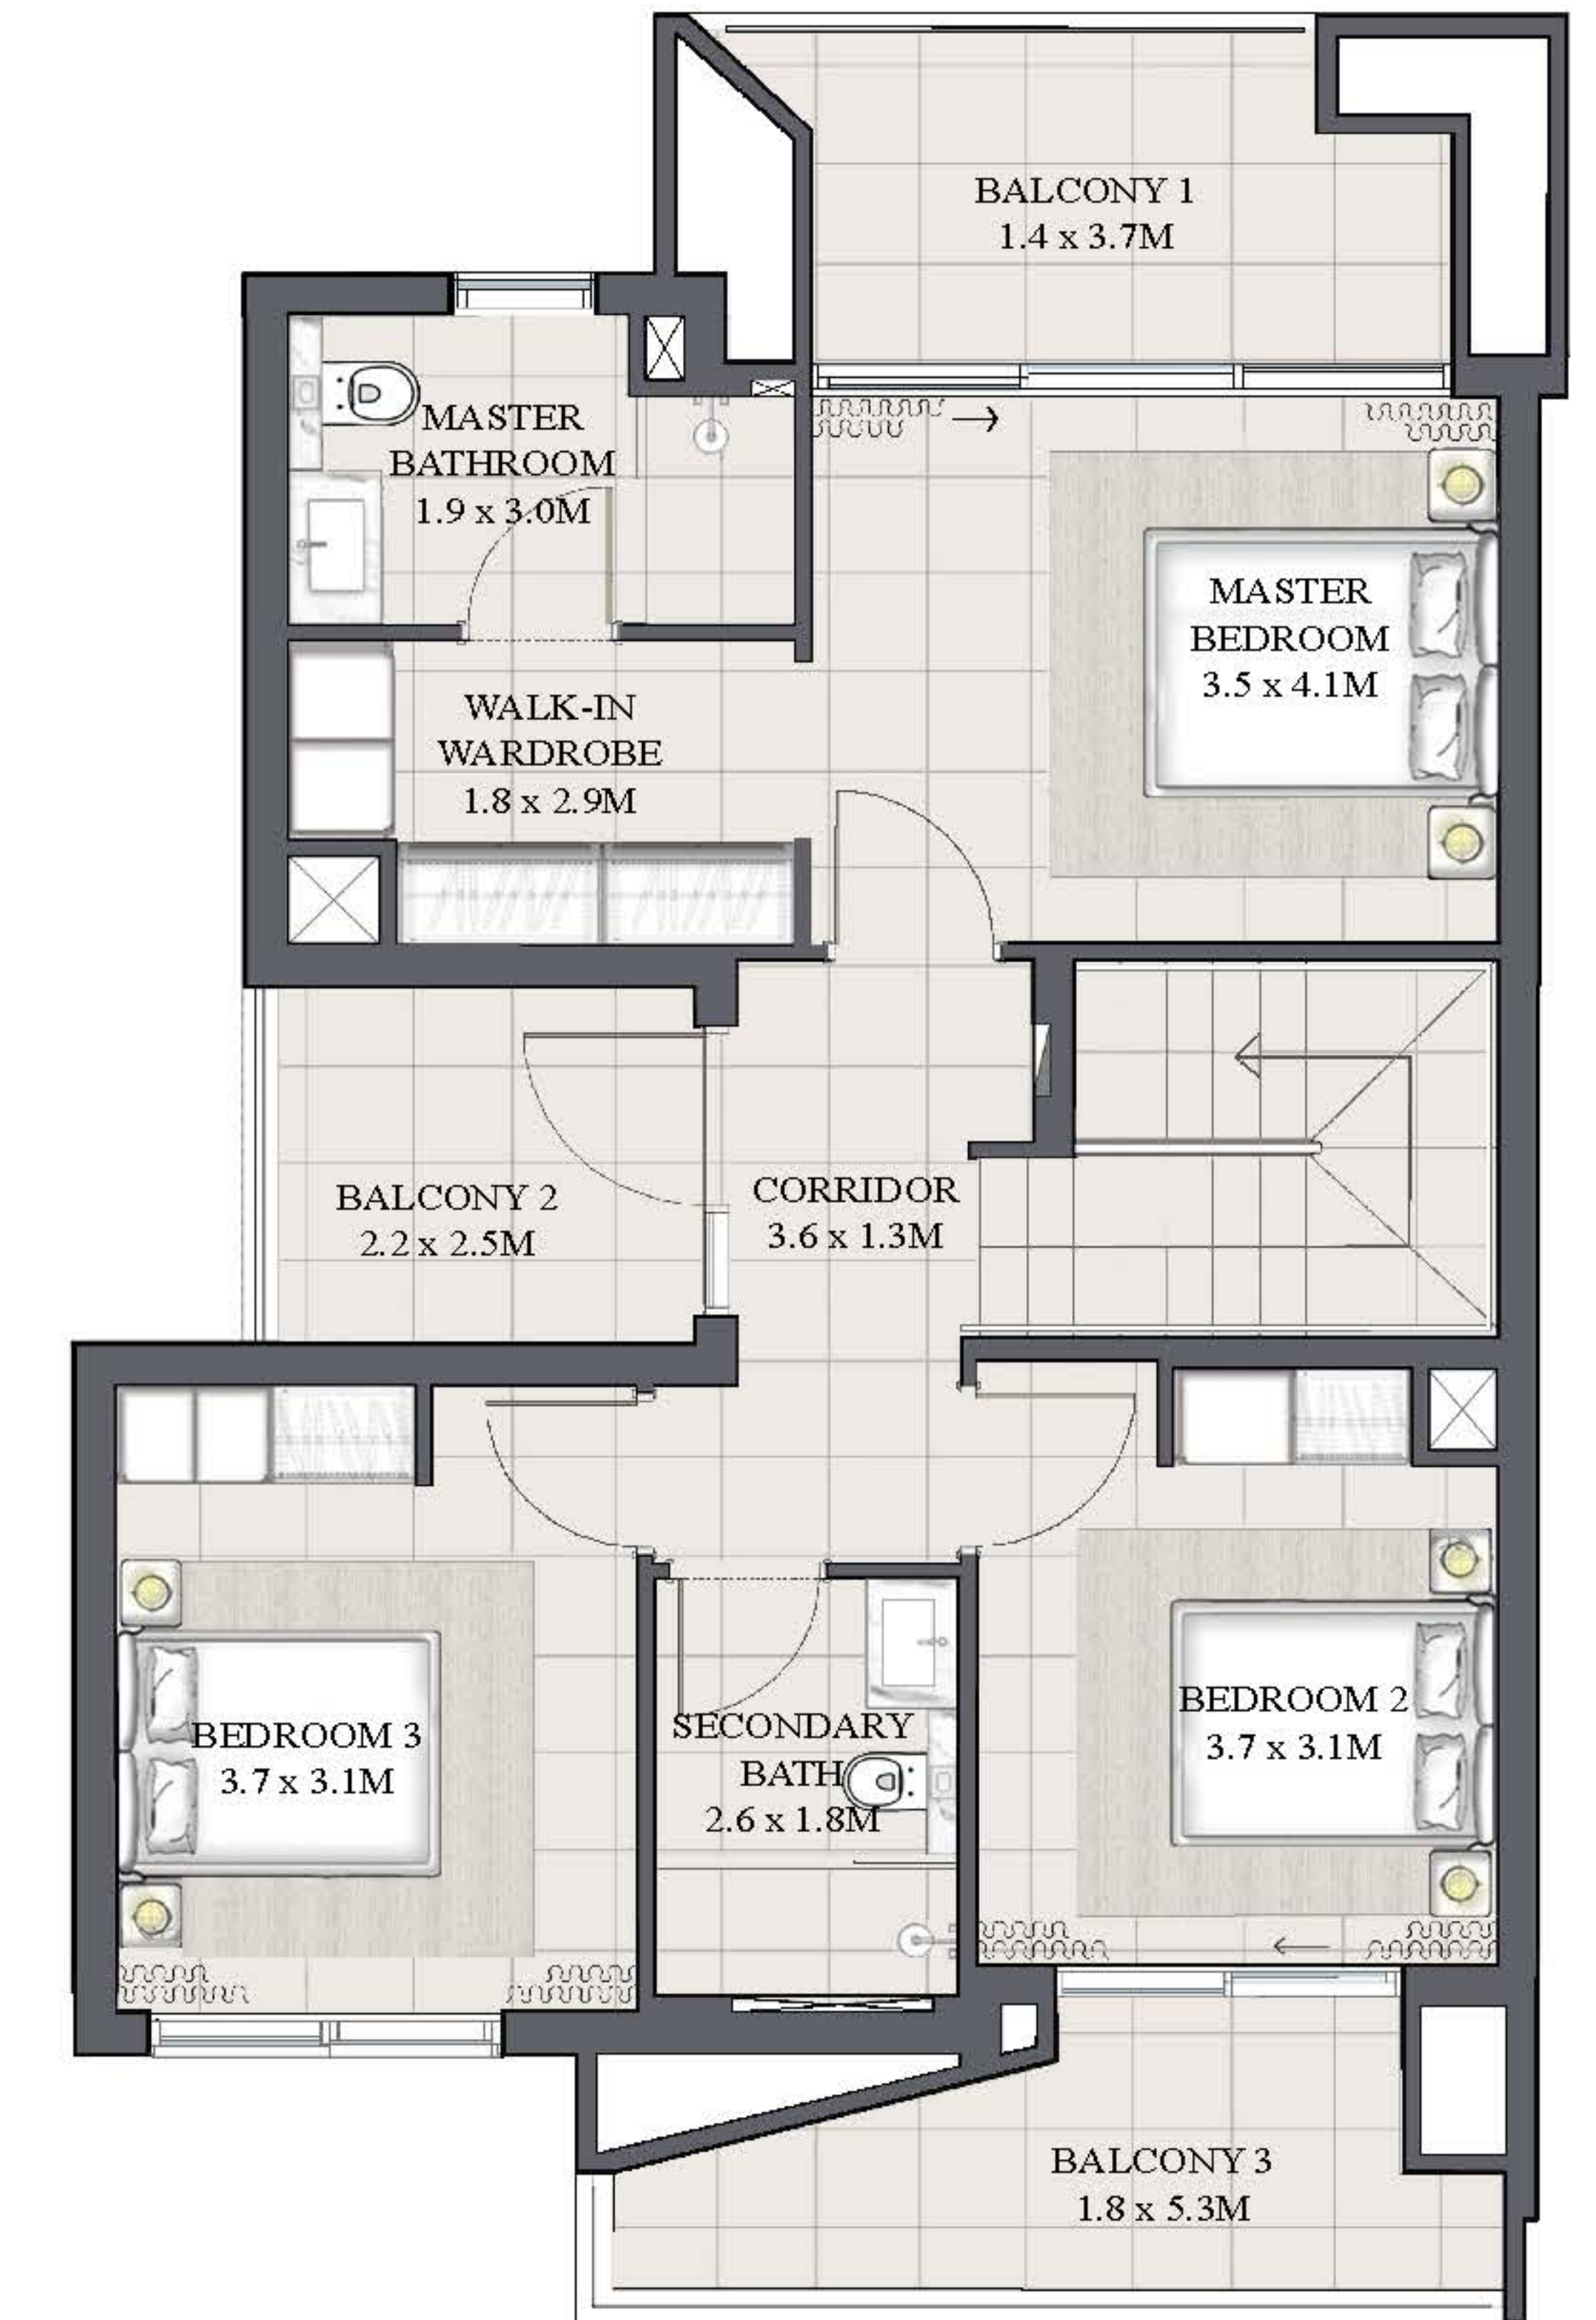 BALCONY 1
1.4 x 3.7M
MASTER
BATHROOM
1.9 x 3.0M
MASTER
BEDROOM
3.5 x 4.1M
WALK-IN
WARDROBE
1.8 x 2.9M
BALCONY 2
2.2 x 2.5M
CORRIDOR
3.6 x 1.3M
BEDROOM 3
3.7 x 3.1M
SECONDARY
BATH
2.6 x 1.8M
BEDROOM 2
3.7 x 3.1M
BALCONY 3
1.8 x 5.3M